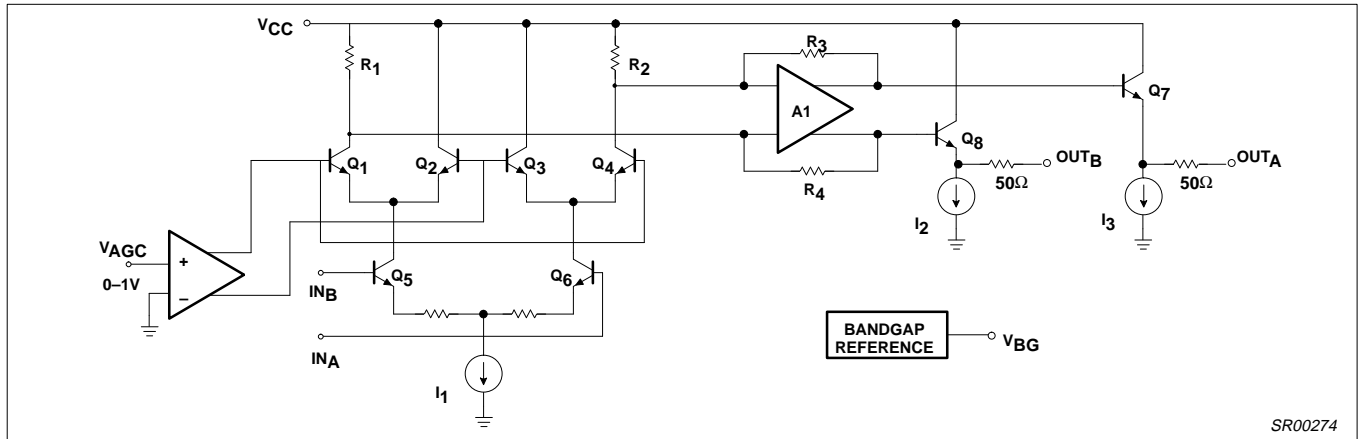 VCC
R1
R2
R3
A1
Q7
Q8
Q1
Q2
Q3
Q4
R4
OUTB
OUTA
50Ω
50Ω
I2
I3
VAGC
0–1V
+
–
INB
Q5
Q6
INA
I1
BANDGAP
REFERENCE
VBG
SR00274